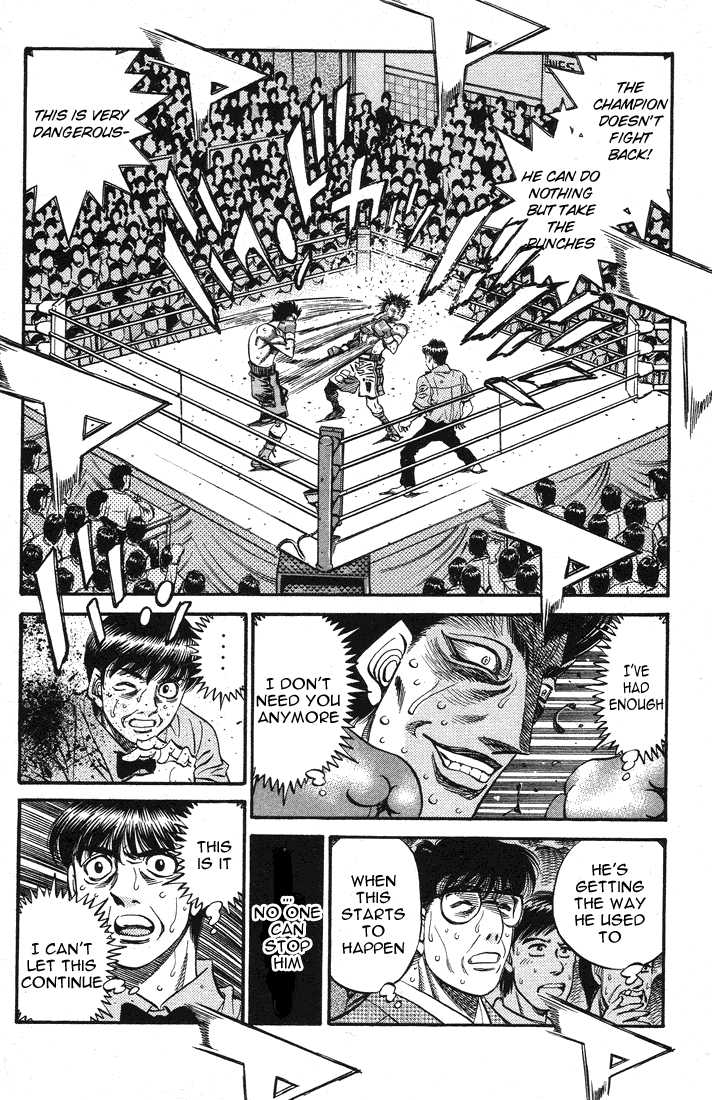 THE
CHAMPION
DOESN'T
FIGHT
BACK!
HE CAN DO
NOTHING
BUT TAKE
THE
PUNCHES
THIS IS VERY
DANGEROUS-
I'VE
HAD
ENOUGH
I DON'T
NEED YOU
ANYMORE
....
HE'S
GETTING
THE WAY
HE USED
TO
WHEN
THIS
STARTS
TO
HAPPEN
...
NO ONE
CAN
STOP
HIM
THIS
IS IT
I CAN'T
LET THIS
CONTINUE